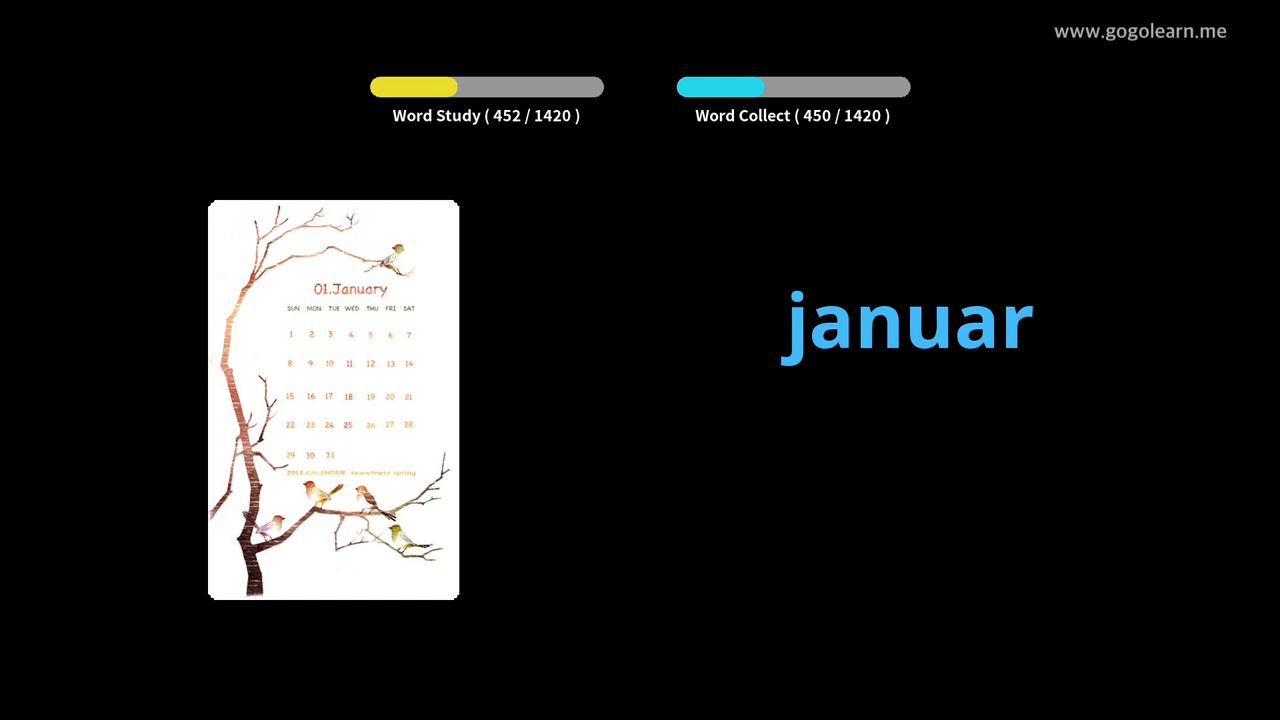 www.gogolearn.me
Word Study ( 452 / 1420 )
Word Collect ( 450 / 1420 )
01.January
SUN MON TUE WED THU FRI SAT
1 2 3 4 5 6 7
8 9 10 11 12 13 14
15 16 17 18 19 20 21
22 23 24 25 26 27 28
29 30 31
CALENDER
spring
januar